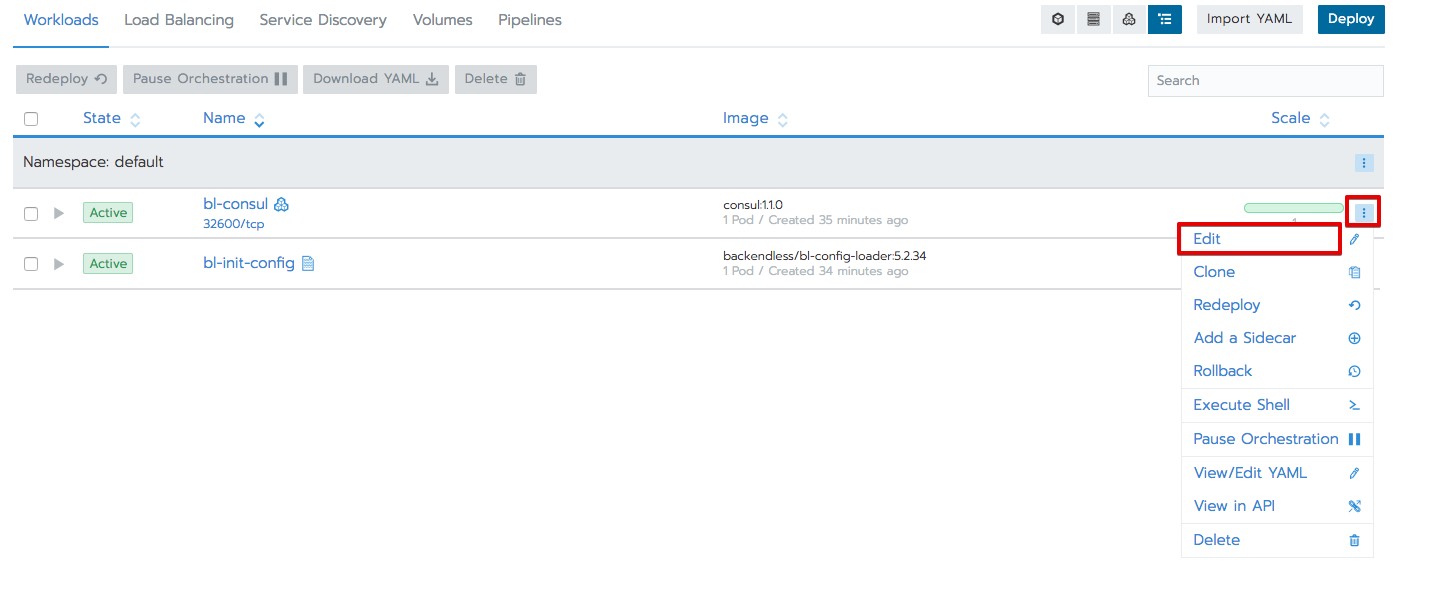 Workloads Load Balancing Service Discovery Volumes Pipelines Import YAML Deploy
Redeploy Pause Orchestration Download YAML Delete Search
State Name Image Scale
Namespace: default
Active bl-consul consul:1.1.0
32600/tcp 1 Pod / Created 35 minutes ago
Edit
Active bl-init-config backendless/bl-config-loader:5.2.34
1 Pod / Created 34 minutes ago
Clone
Redeploy
Add a Sidecar
Rollback
Execute Shell
Pause Orchestration
View/Edit YAML
View in API
Delete